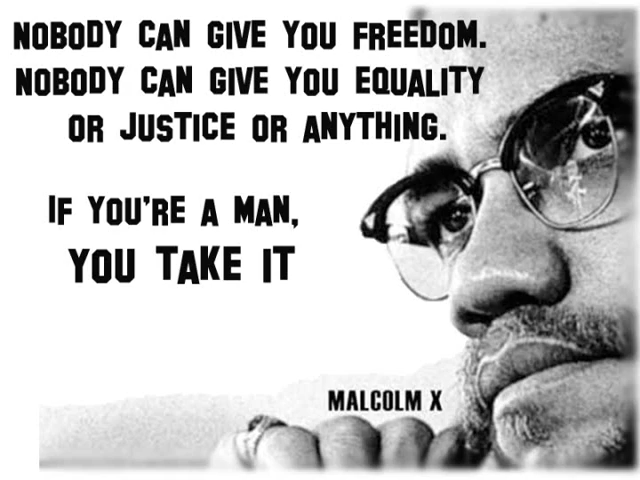 NOBODY CAN GIVE YOU FREEDOM.
NOBODY CAN GIVE YOU EQUALITY
OR JUSTICE OR ANYTHING.
IF YOU'RE A MAN,
YOU TAKE IT
MALCOLM X